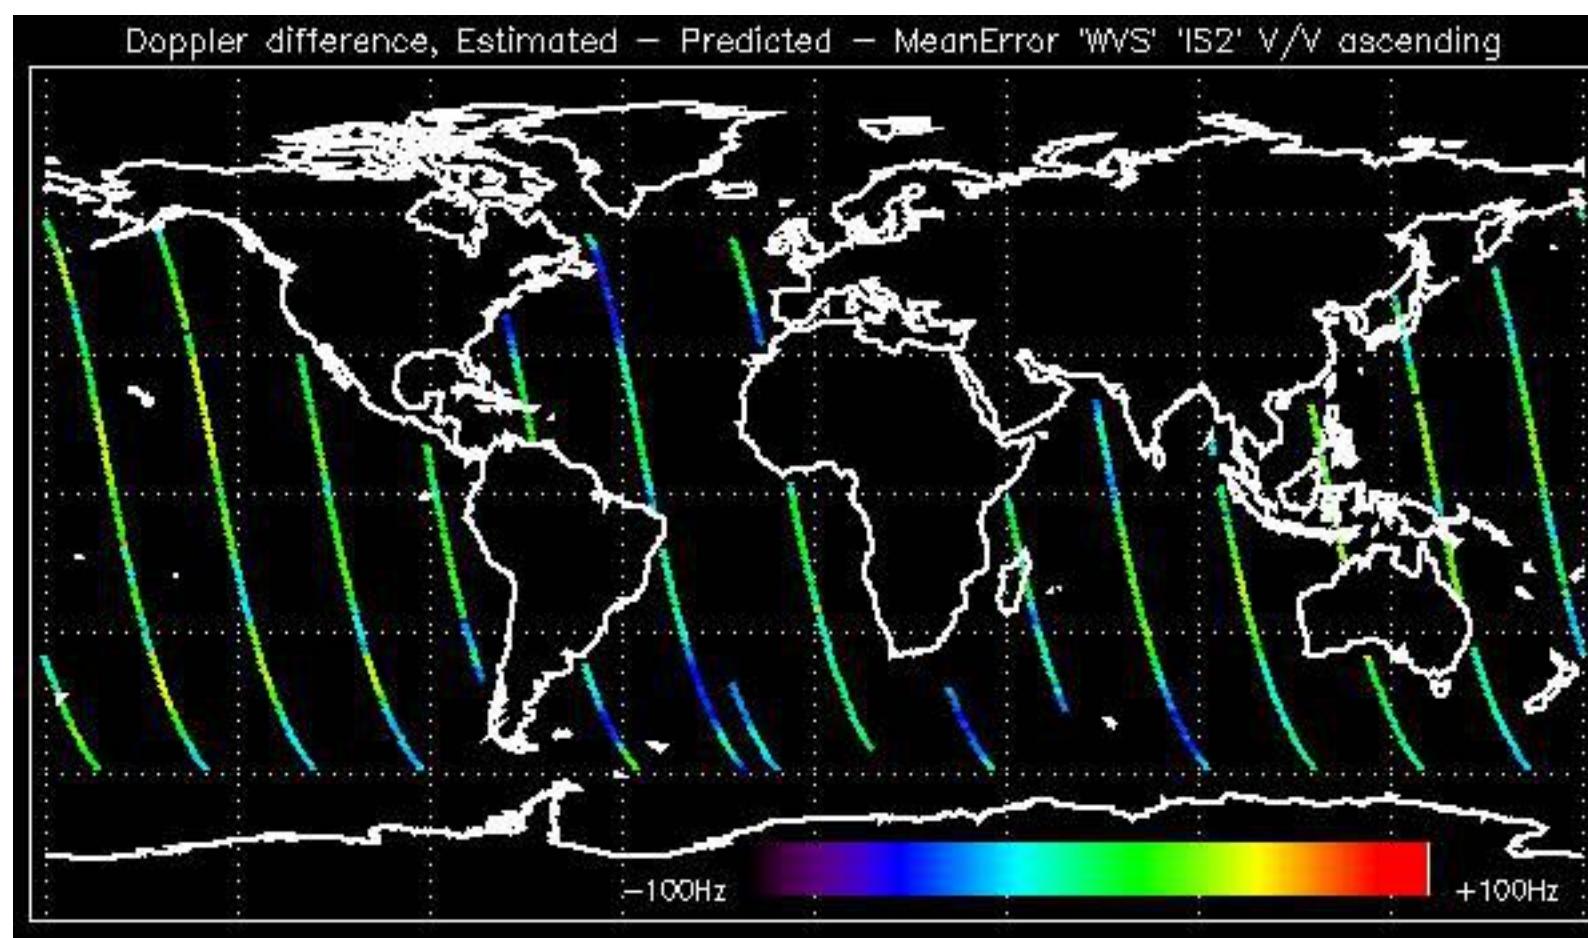 Doppler difference, Estimated – Predicted – MeanError 'WVS' 'IS2' V/V ascending
–100Hz +100Hz